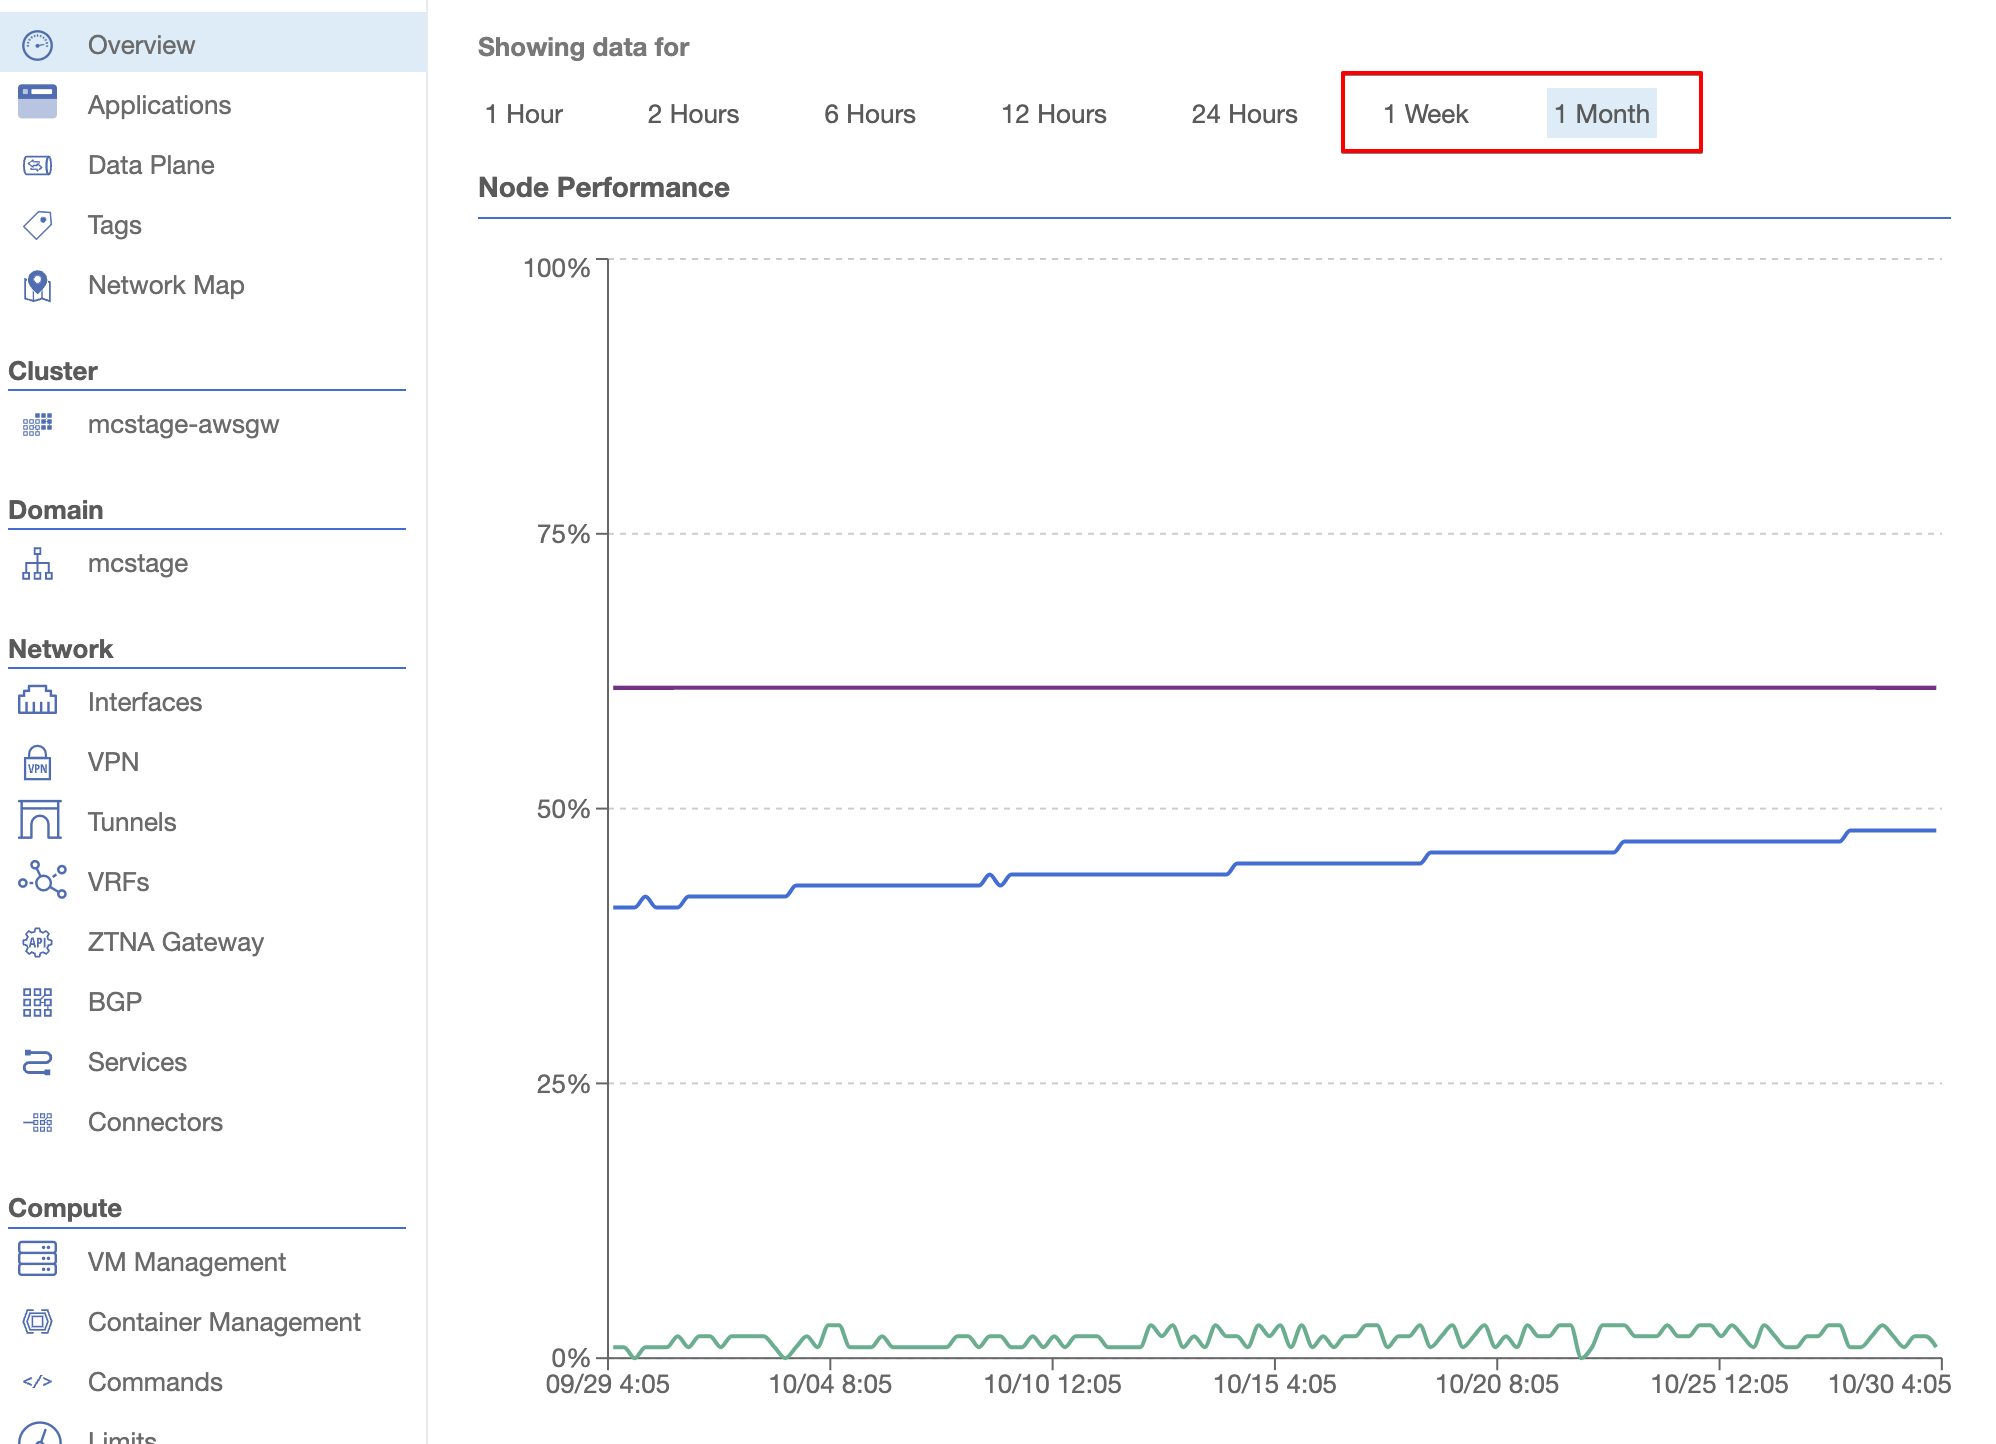 Overview
Applications
Data Plane
Tags
Network Map
Cluster
mcstage-awsgw
Domain
mcstage
Network
Interfaces
VPN
VPN
Tunnels
VRFs
API
ZTNA Gateway
BGP
Services
Connectors
Compute
VM Management
Container Management
</> Commands
Limits
Showing data for
1 Hour 2 Hours 6 Hours 12 Hours 24 Hours 1 Week 1 Month
Node Performance
100%
75%
50%
25%
0%
09/29 4:05 10/04 8:05 10/10 12:05 10/15 4:05 10/20 8:05 10/25 12:05 10/30 4:05